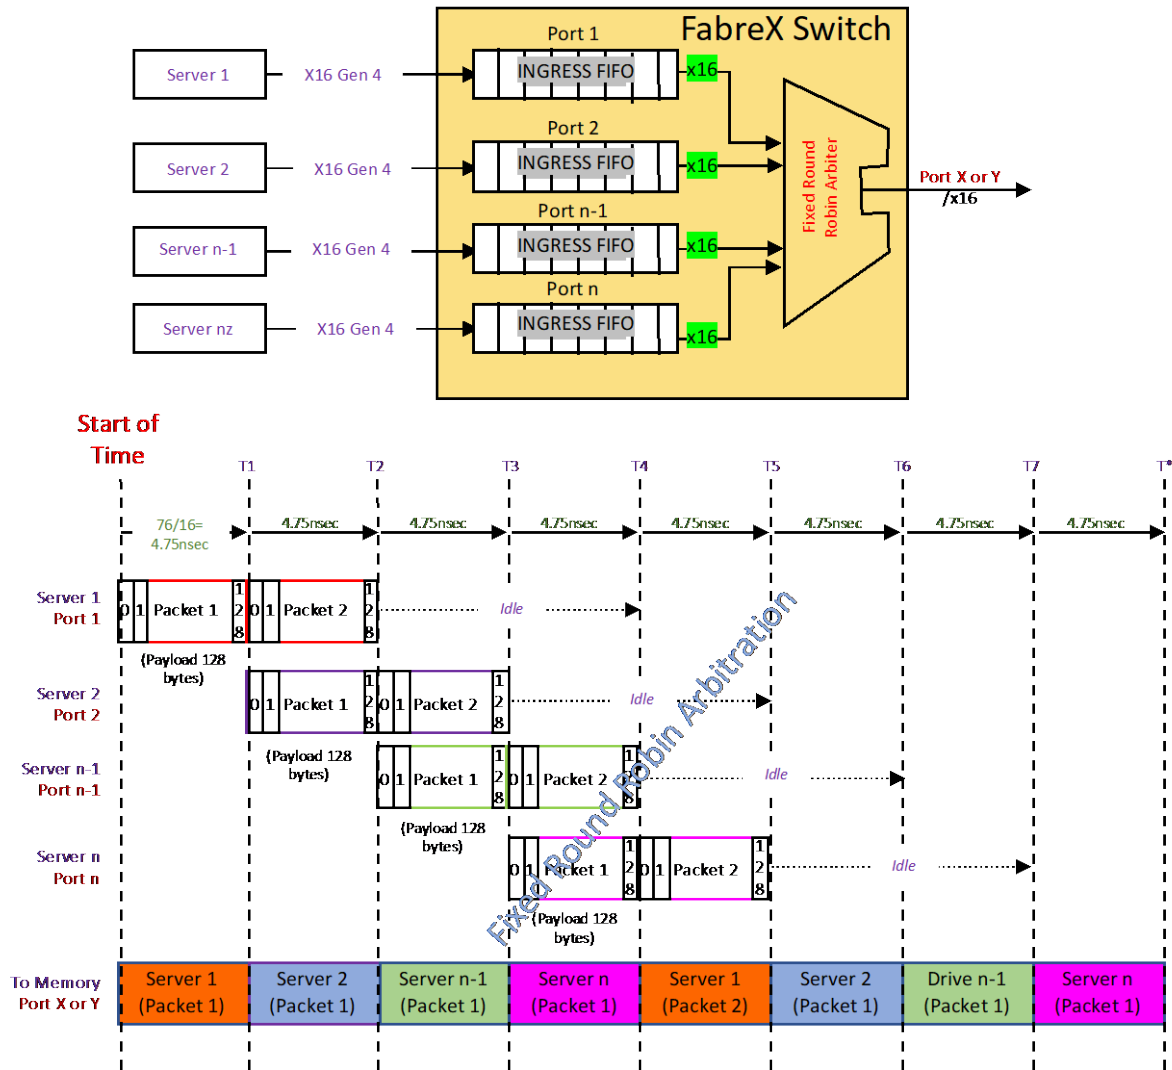 FabreX Switch
Port 1
Server 1
X16 Gen 4
INGRESS FIFO
x16
Port 2
Server 2
X16 Gen 4
INGRESS FIFO
x16
Fixed Round
Robin Arbiter
Port X or Y
/x16
Port n-1
Server n-1
X16 Gen 4
INGRESS FIFO
x16
Port n
Server nz
X16 Gen 4
INGRESS FIFO
x16
Start of
Time
T1
T2
T3
T4
T5
T6
T7
T*
76/16=
4.75nsec
4.75nsec
4.75nsec
4.75nsec
4.75nsec
4.75nsec
4.75nsec
4.75nsec
Server 1
Port 1
0 1 Packet 1 128
0 1 Packet 2 128
Idle
(Payload 128
bytes)
Server 2
Port 2
0 1 Packet 1 128
0 1 Packet 2 128
Idle
(Payload 128
bytes)
Server n-1
Port n-1
0 1 Packet 1 128
0 1 Packet 2 128
Idle
(Payload 128
bytes)
Server n
Port n
0 1 Packet 1 128
0 1 Packet 2 128
Idle
(Payload 128
bytes)
Fixed Round Robin Arbitration
To Memory
Port X or Y
Server 1
(Packet 1)
Server 2
(Packet 1)
Server n-1
(Packet 1)
Server n
(Packet 1)
Server 1
(Packet 2)
Server 2
(Packet 1)
Drive n-1
(Packet 1)
Server n
(Packet 1)